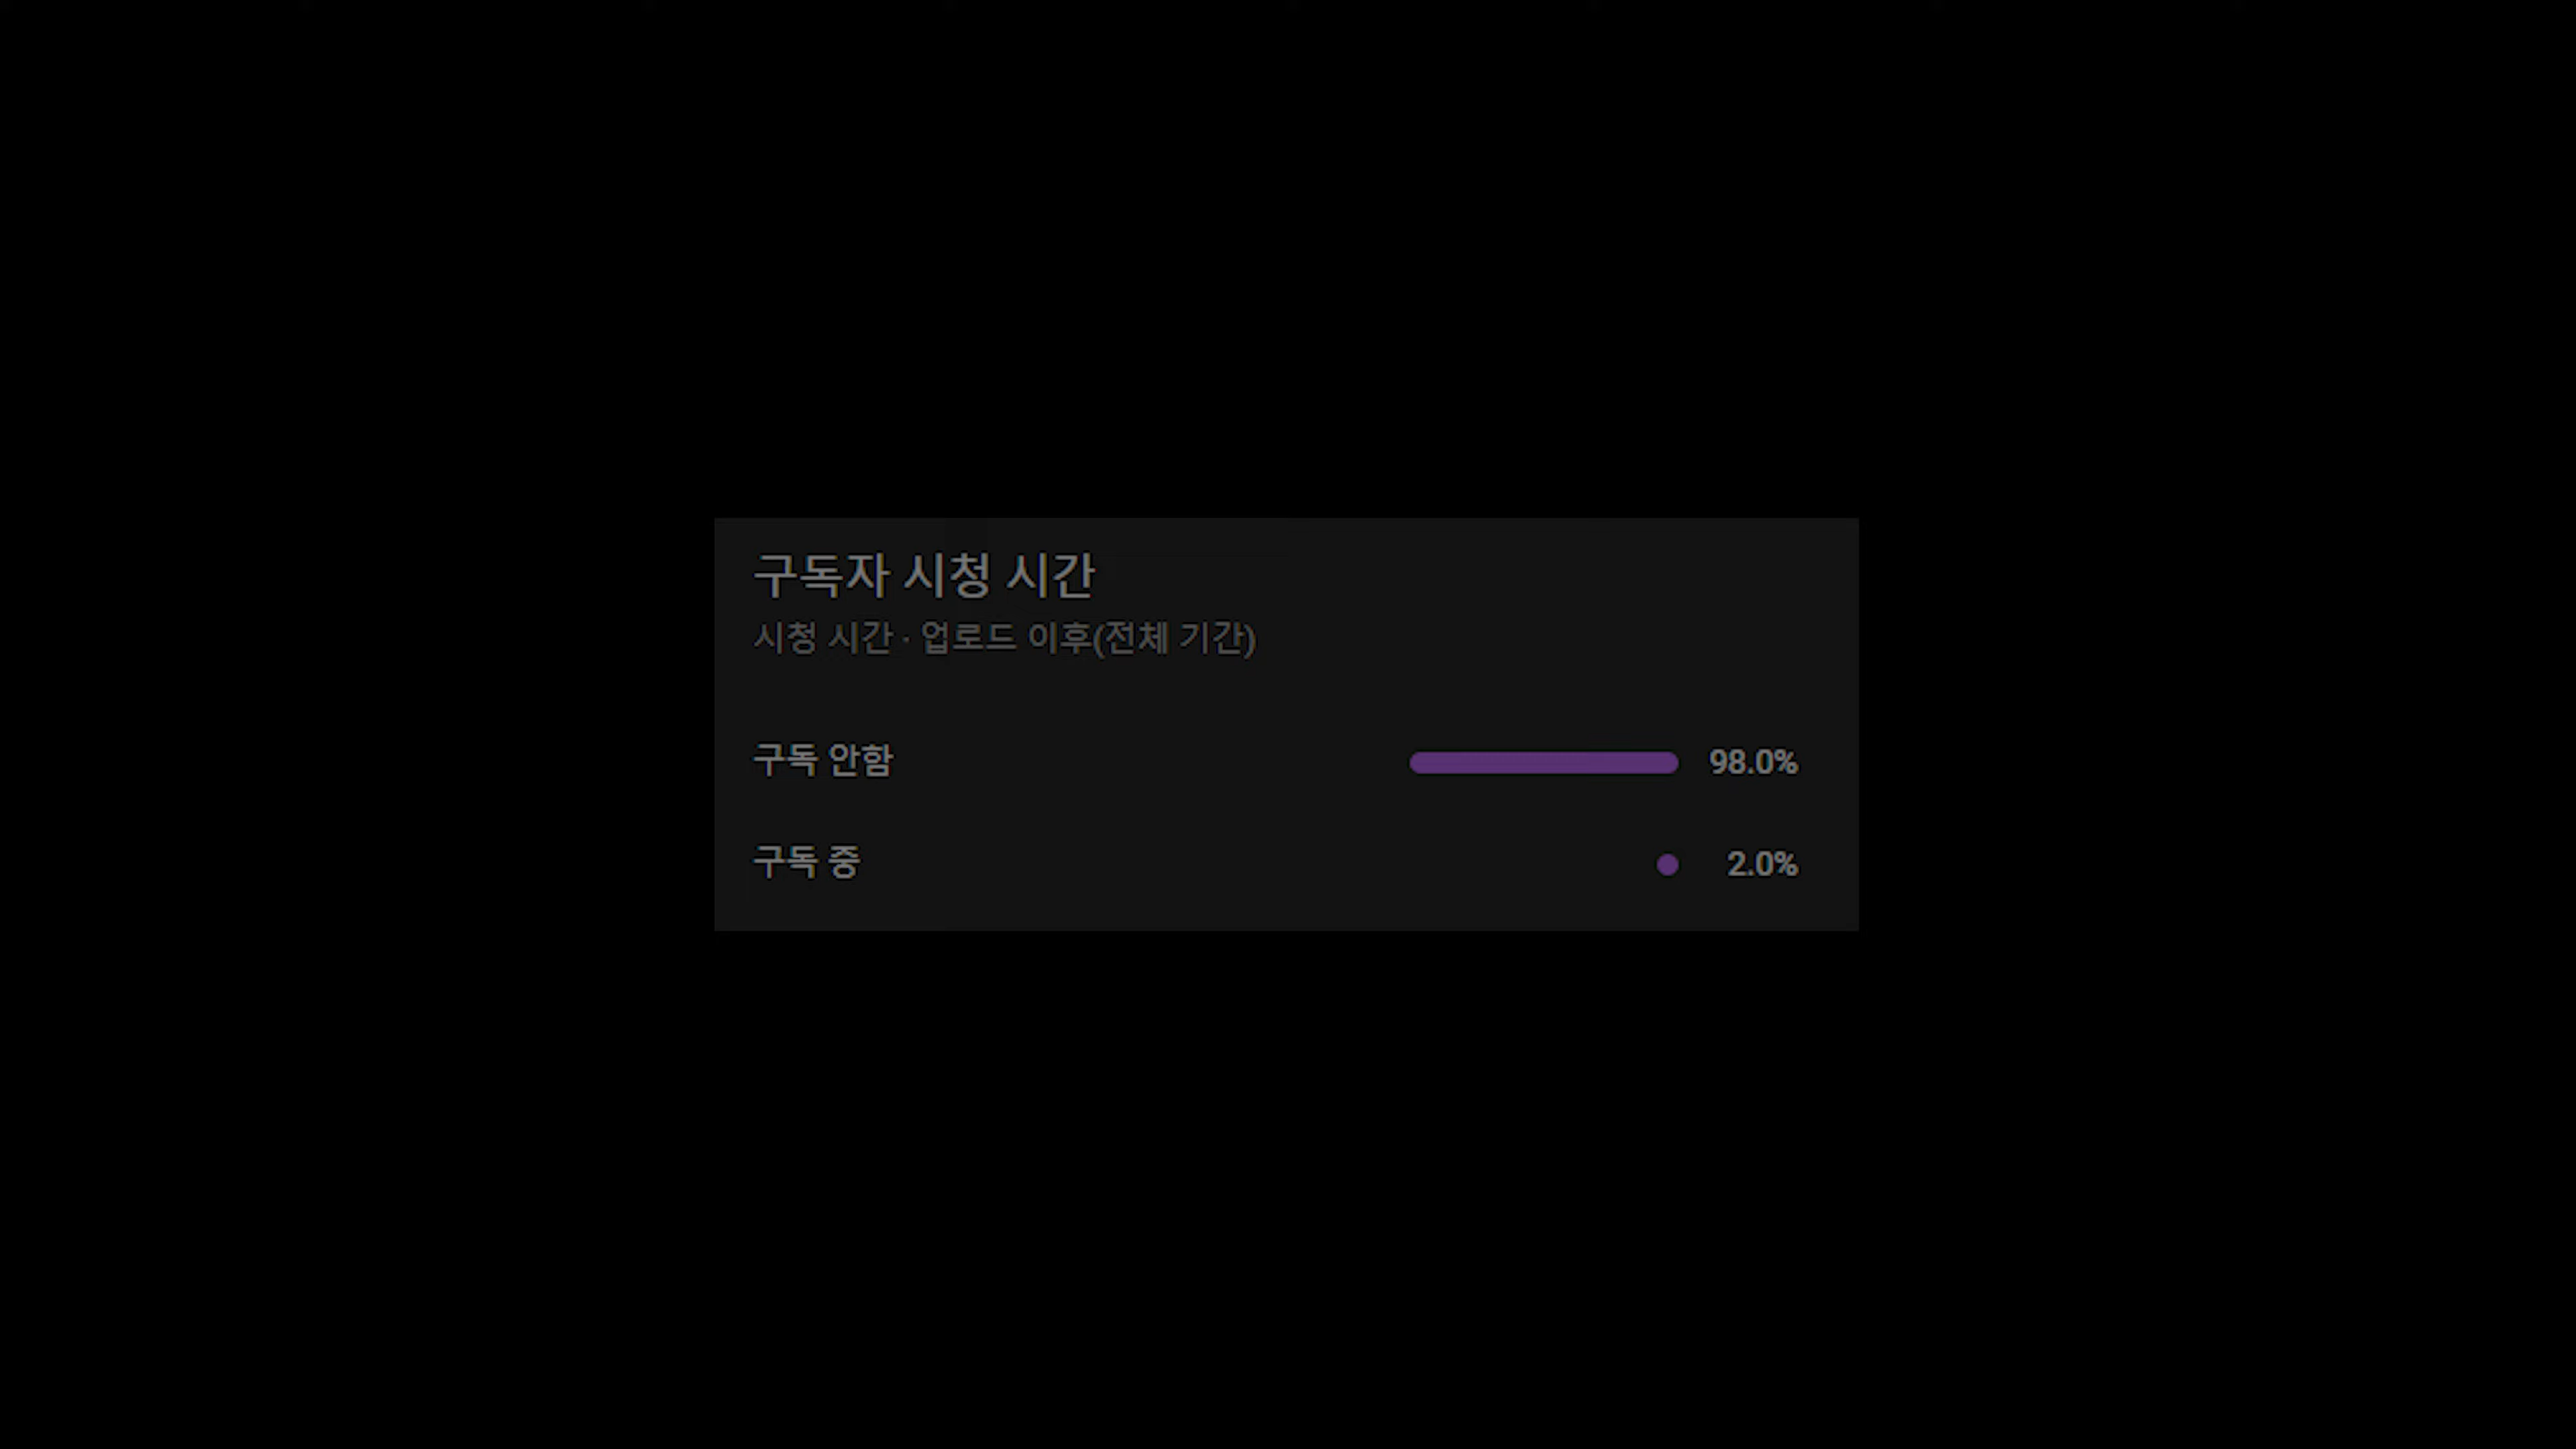 구독자 시청 시간
시청 시간 · 업로드 이후(전체 기간)
구독 안함 98.0%
구독 중 2.0%